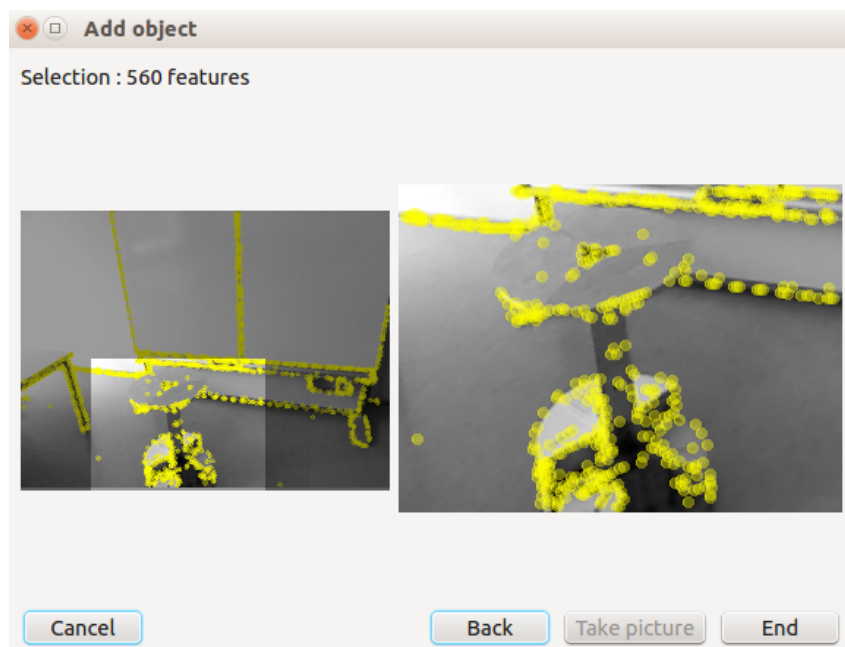 Add object
Selection : 560 features
Cancel
Back
Take picture
End